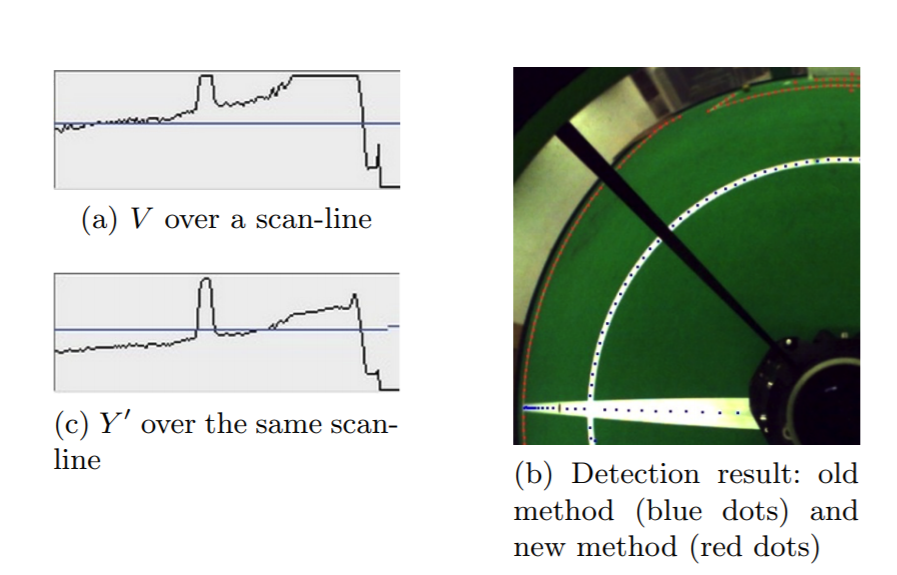 (a) V over a scan-line
(c) Y′ over the same scan-
line
(b) Detection result: old
method (blue dots) and
new method (red dots)